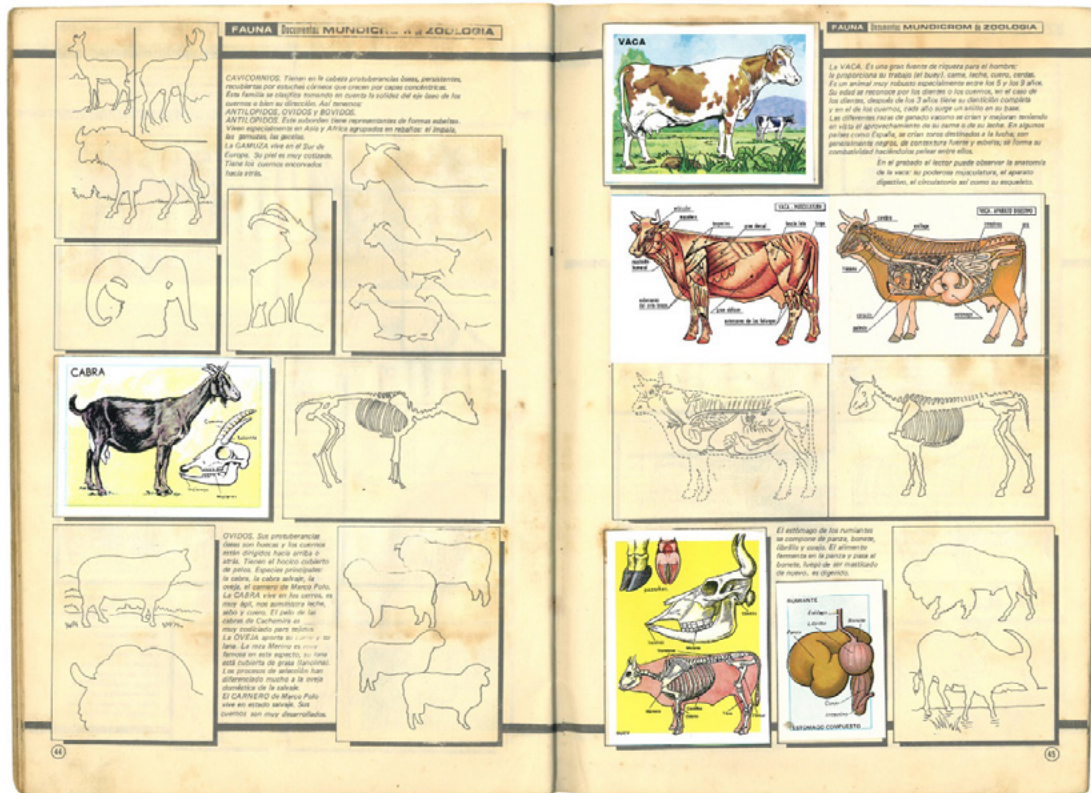 FAUNA Documentos MUNDICROM de ZOOLOGIA
CAVICORNIOS. Tienen en la cabeza protuberancias óseas, persistentes,
recubiertas por estuches córneos que crecen por capas concéntricas.
Esta familia se clasifica tomando en cuenta la solidez del eje óseo de los
cuernos o bien su dirección. Así tenemos:
ANTILOPIDOS, OVIDOS y BOVIDOS.
ANTILOPIDOS. Este suborden tiene representantes de formas esbeltas.
Viven especialmente en Asia y Africa agrupados en rebaños: el impala,
las gamuzas, las gacelas.
La GAMUZA vive en el Sur de
Europa. Su piel es muy cotizada.
Tiene los cuernos encorvados
hacia atrás.
CABRA
OVIDOS. Sus protuberancias
óseas son huecas y los cuernos
están dirigidos hacia arriba o
atrás. Tienen el hocico cubierto
de pelos. Especies principales:
la cabra, la cabra salvaje, la
oveja, el carnero de Marco Polo.
La CABRA vive en los cerros, es
muy ágil, nos suministra leche,
sebo y cuero. El pelo de las
cabras de Cachemira es
muy codiciado para tejidos.
La OVEJA aporta su carne y su
lana. La raza Merino es muy
famosa en este aspecto, su lana
está cubierta de grasa (lanolina).
Los procesos de selección han
diferenciado mucho a la oveja
doméstica de la salvaje.
El CARNERO de Marco Polo
vive en estado salvaje. Sus
cuernos son muy desarrollados.
44
FAUNA Documentos MUNDICROM de ZOOLOGIA
VACA
La VACA. Es una gran fuente de riqueza para el hombre;
le proporciona su trabajo (el buey), carne, leche, cuero, cerdas.
Es un animal muy robusto especialmente entre los 5 y los 9 años.
Su edad se reconoce por los dientes o los cuernos, en el caso de
los dientes, después de los 3 años tiene su dentición completa
y en el de los cuernos, cada año surge un anillo en su base.
Las diferentes razas de ganado vacuno se crían y mejoran teniendo
en vista el aprovechamiento de su carne o de su leche. En algunos
países como España, se crían toros destinados a la lucha; son
generalmente negros, de contextura fuerte y esbelta; se forma su
combatividad haciéndolos pelear entre ellos.
En el grabado el lector puede observar la anatomía
de la vaca: su poderosa musculatura, el aparato
digestivo, el circulatorio así como su esqueleto.
VACA - MUSCULATURA
VACA - APARATO DIGESTIVO
El estómago de los rumiantes
se compone de panza, bonete,
librillo y cuajo. El alimento
fermenta en la panza y pasa al
bonete, luego de ser masticado
de nuevo, es digerido.
pezuñas
BUEY
RUMIANTE
Esófago
Librillo
Bonete
Panza
Cuajo
Intestino
ESTOMAGO COMPUESTO
45